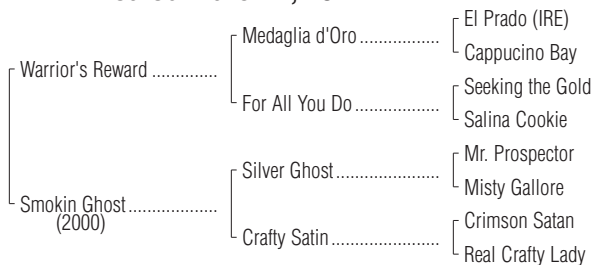 El Prado (IRE)
Medaglia d'Oro ..................
Cappucino Bay
Warrior's Reward ..............
Seeking the Gold
For All You Do ...................
Salina Cookie
Mr. Prospector
Silver Ghost.......................
Misty Gallore
Smokin Ghost...................
(2000)
Crimson Satan
Crafty Satin ........................
Real Crafty Lady